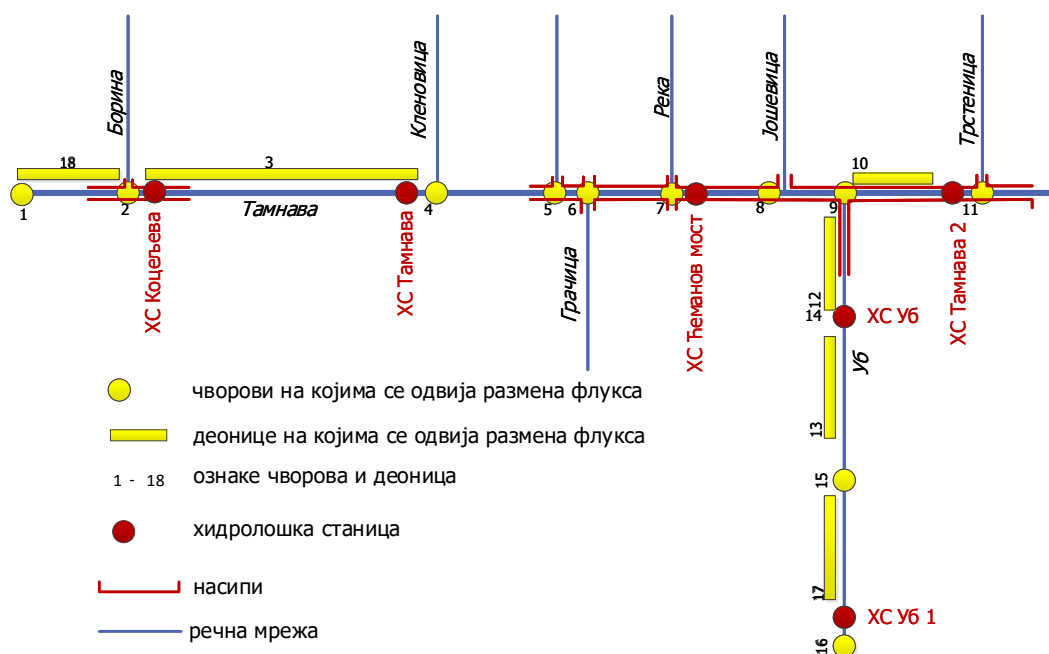 Борина
Кленовица
Река
Јошевица
Трстеница
18
3
10
1
2
Тамнава
4
5
6
7
8
9
11
ХС Коцељева
ХС Тамнава
Грачица
ХС Ћеманов мост
ХС Тамнава 2
12
14
ХС Уб
Уб
13
15
17
ХС Уб 1
16
чворови на којима се одвија размена флукса
деонице на којима се одвија размена флукса
1 - 18
ознаке чворова и деоница
хидролошка станица
насипи
речна мрежа